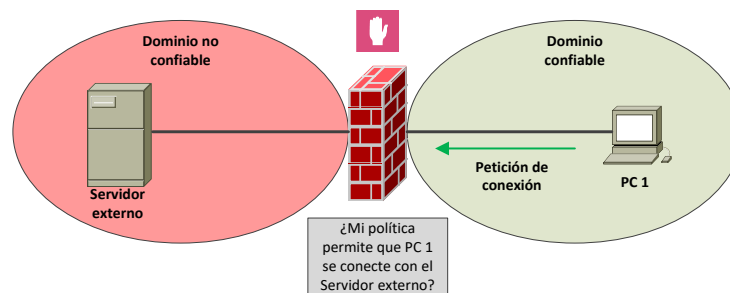 Dominio no
confiable
Dominio
confiable
Servidor
externo
Petición de
conexión
PC 1
¿Mi política
permite que PC 1
se conecte con el
Servidor externo?